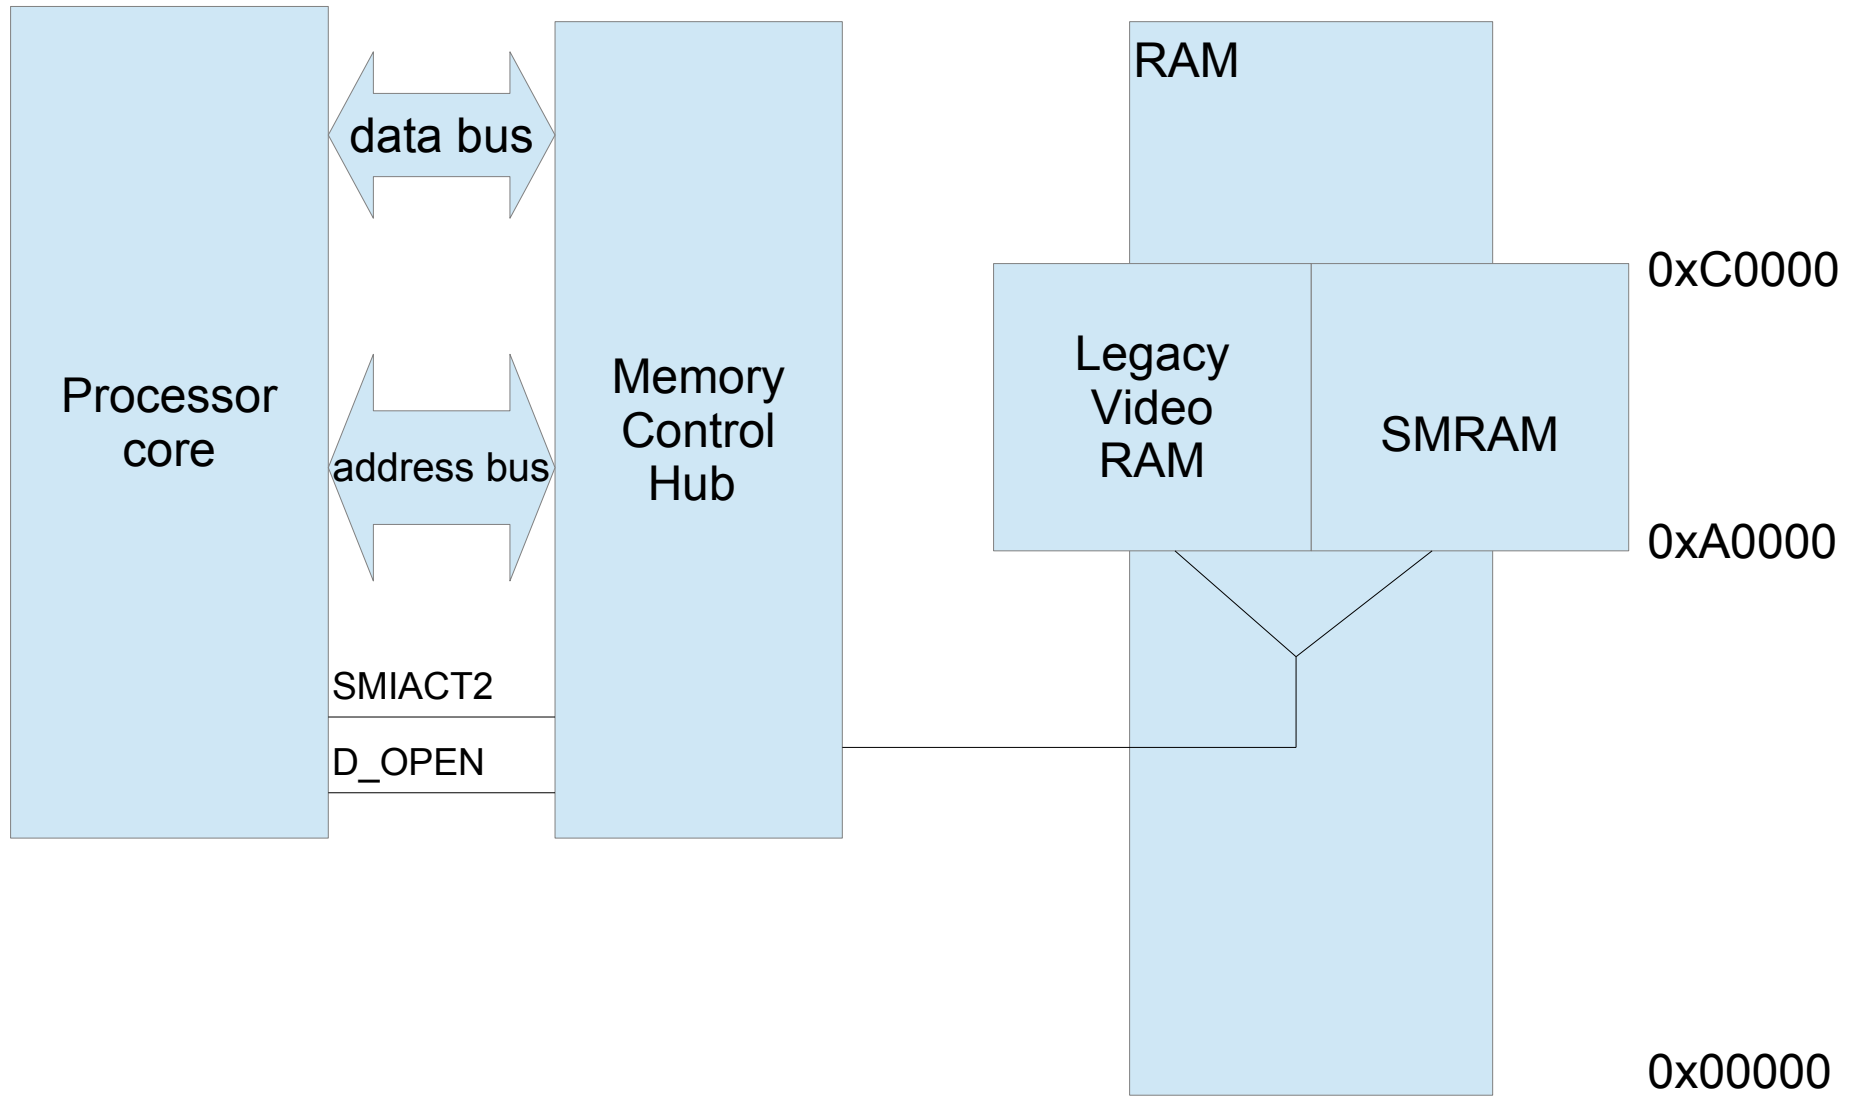 Processor
core
data bus
address bus
SMIACT2
D_OPEN
Memory
Control
Hub
RAM
Legacy
Video
RAM
SMRAM
0xC0000
0xA0000
0x00000